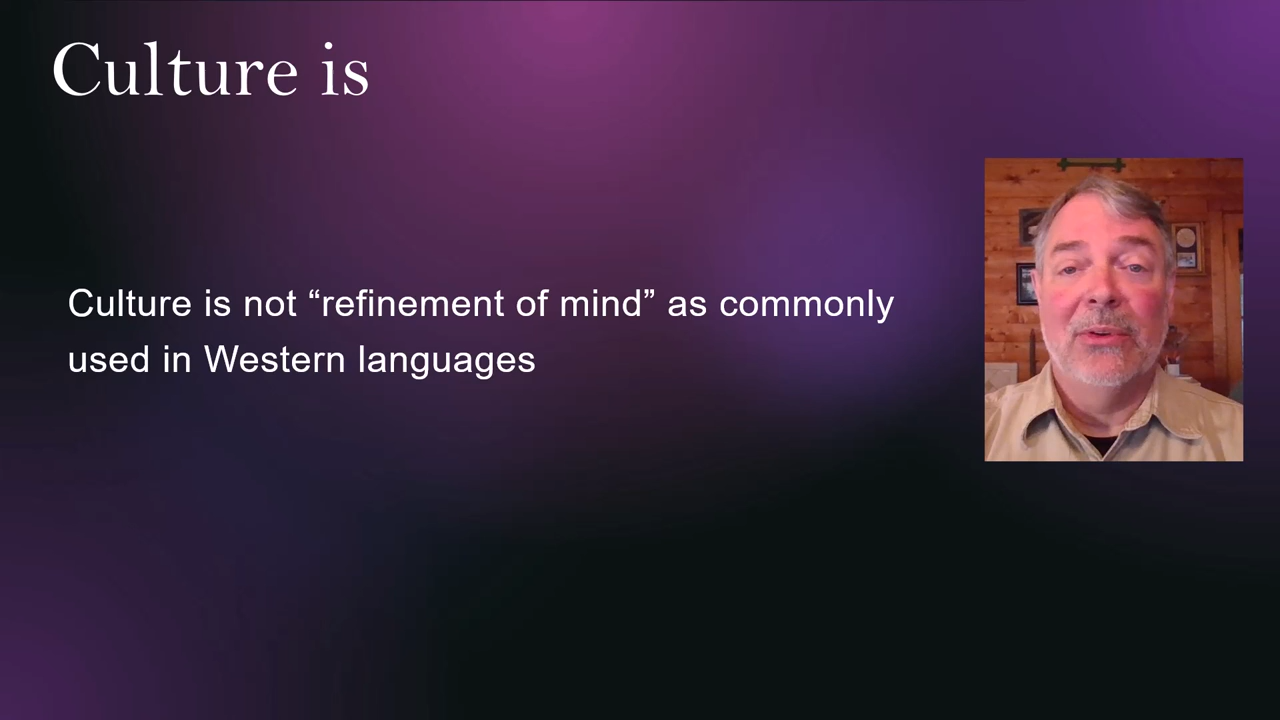 Culture is
Culture is not “refinement of mind” as commonly
used in Western languages